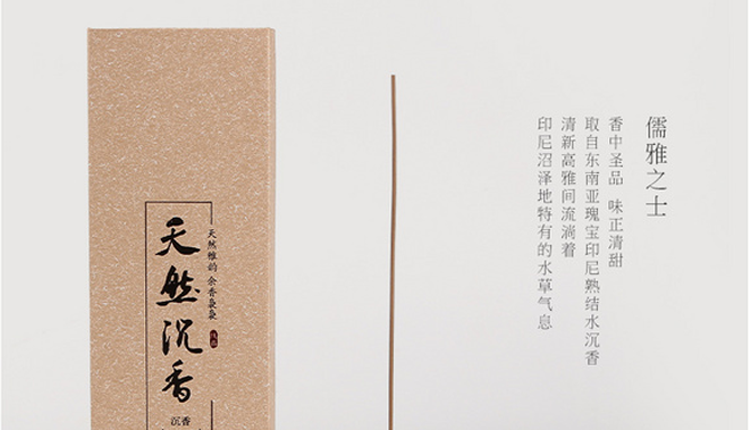 儒雅之士
香中圣品 味正清甜
取自东南亚瑰宝印尼熟结水沉香
清新高雅间流淌着
印尼沼泽地特有的水草气息
天然雅韵 余香袅袅
天然沉香
沉香